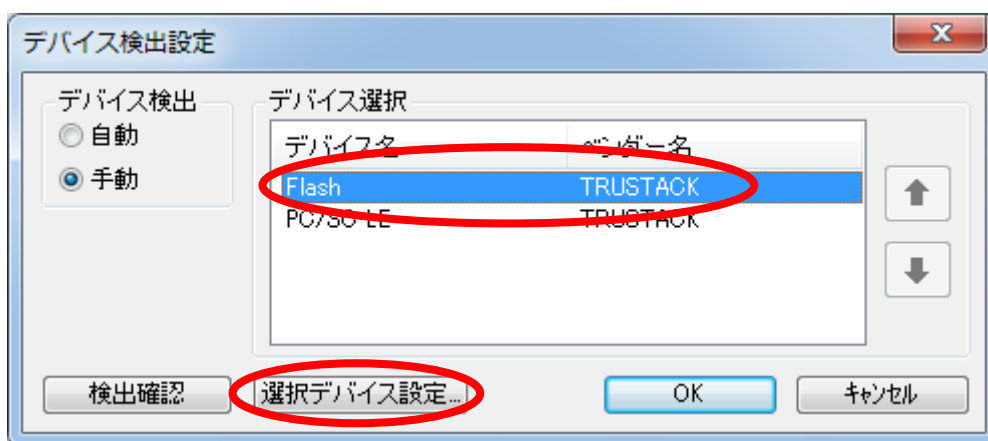 デバイス検出設定
デバイス検出
自動
手動
デバイス選択
デバイス名 ベンダー名
Flash TRUSTACK
PC/SC LE TRUSTACK
検出確認 選択デバイス設定... OK キャンセル